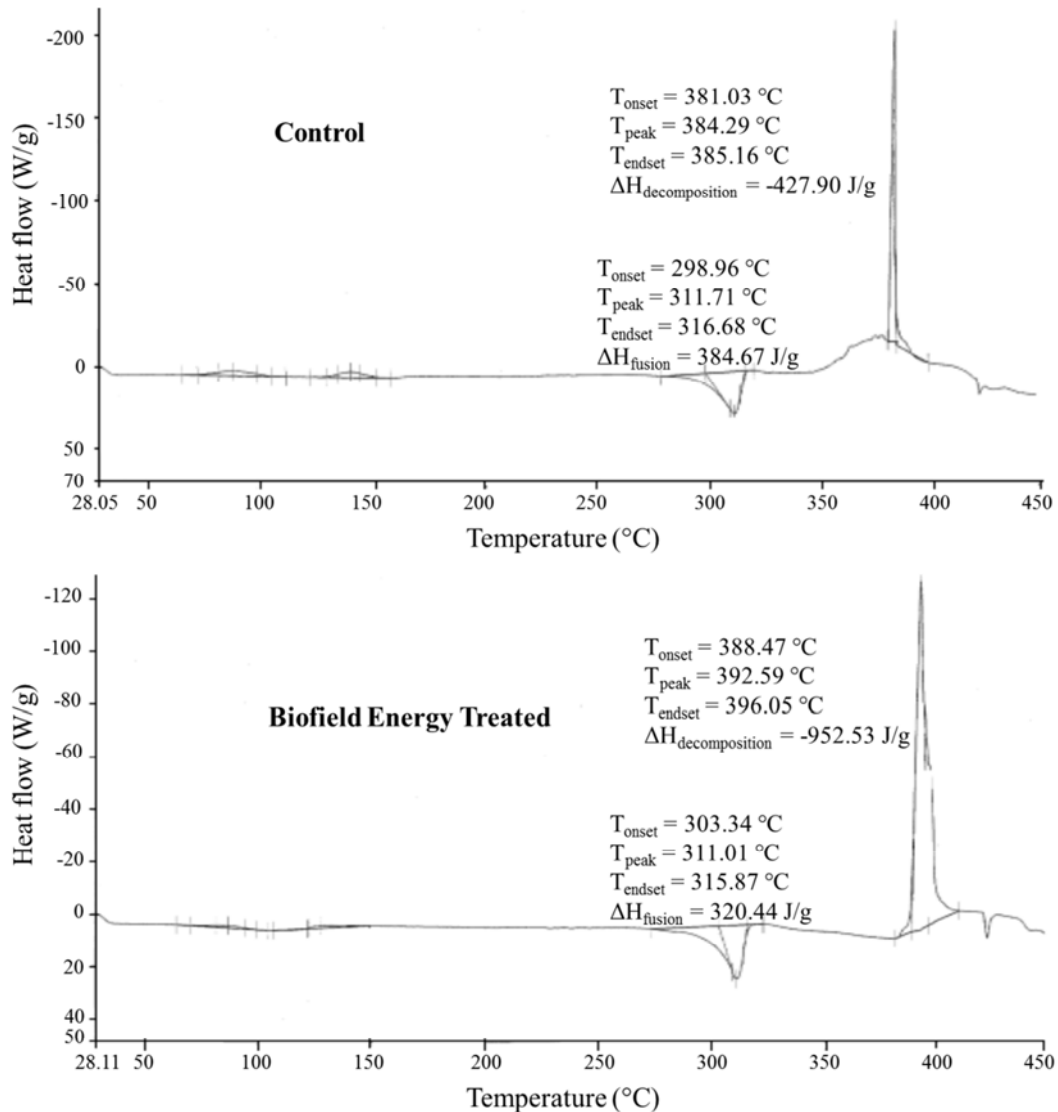 Heat flow (W/g)
-200
-150
-100
-50
0
50
70
Control
Tonset = 381.03 °C
Tpeak = 384.29 °C
Tendset = 385.16 °C
ΔHdecomposition = -427.90 J/g
Tonset = 298.96 °C
Tpeak = 311.71 °C
Tendset = 316.68 °C
ΔHfusion = 384.67 J/g
28.05 50 100 150 200 250 300 350 400 450
Temperature (°C)
Heat flow (W/g)
-120
-100
-80
-60
-40
-20
0
20
40
50
Biofield Energy Treated
Tonset = 388.47 °C
Tpeak = 392.59 °C
Tendset = 396.05 °C
ΔHdecomposition = -952.53 J/g
Tonset = 303.34 °C
Tpeak = 311.01 °C
Tendset = 315.87 °C
ΔHfusion = 320.44 J/g
28.11 50 100 150 200 250 300 350 400 450
Temperature (°C)